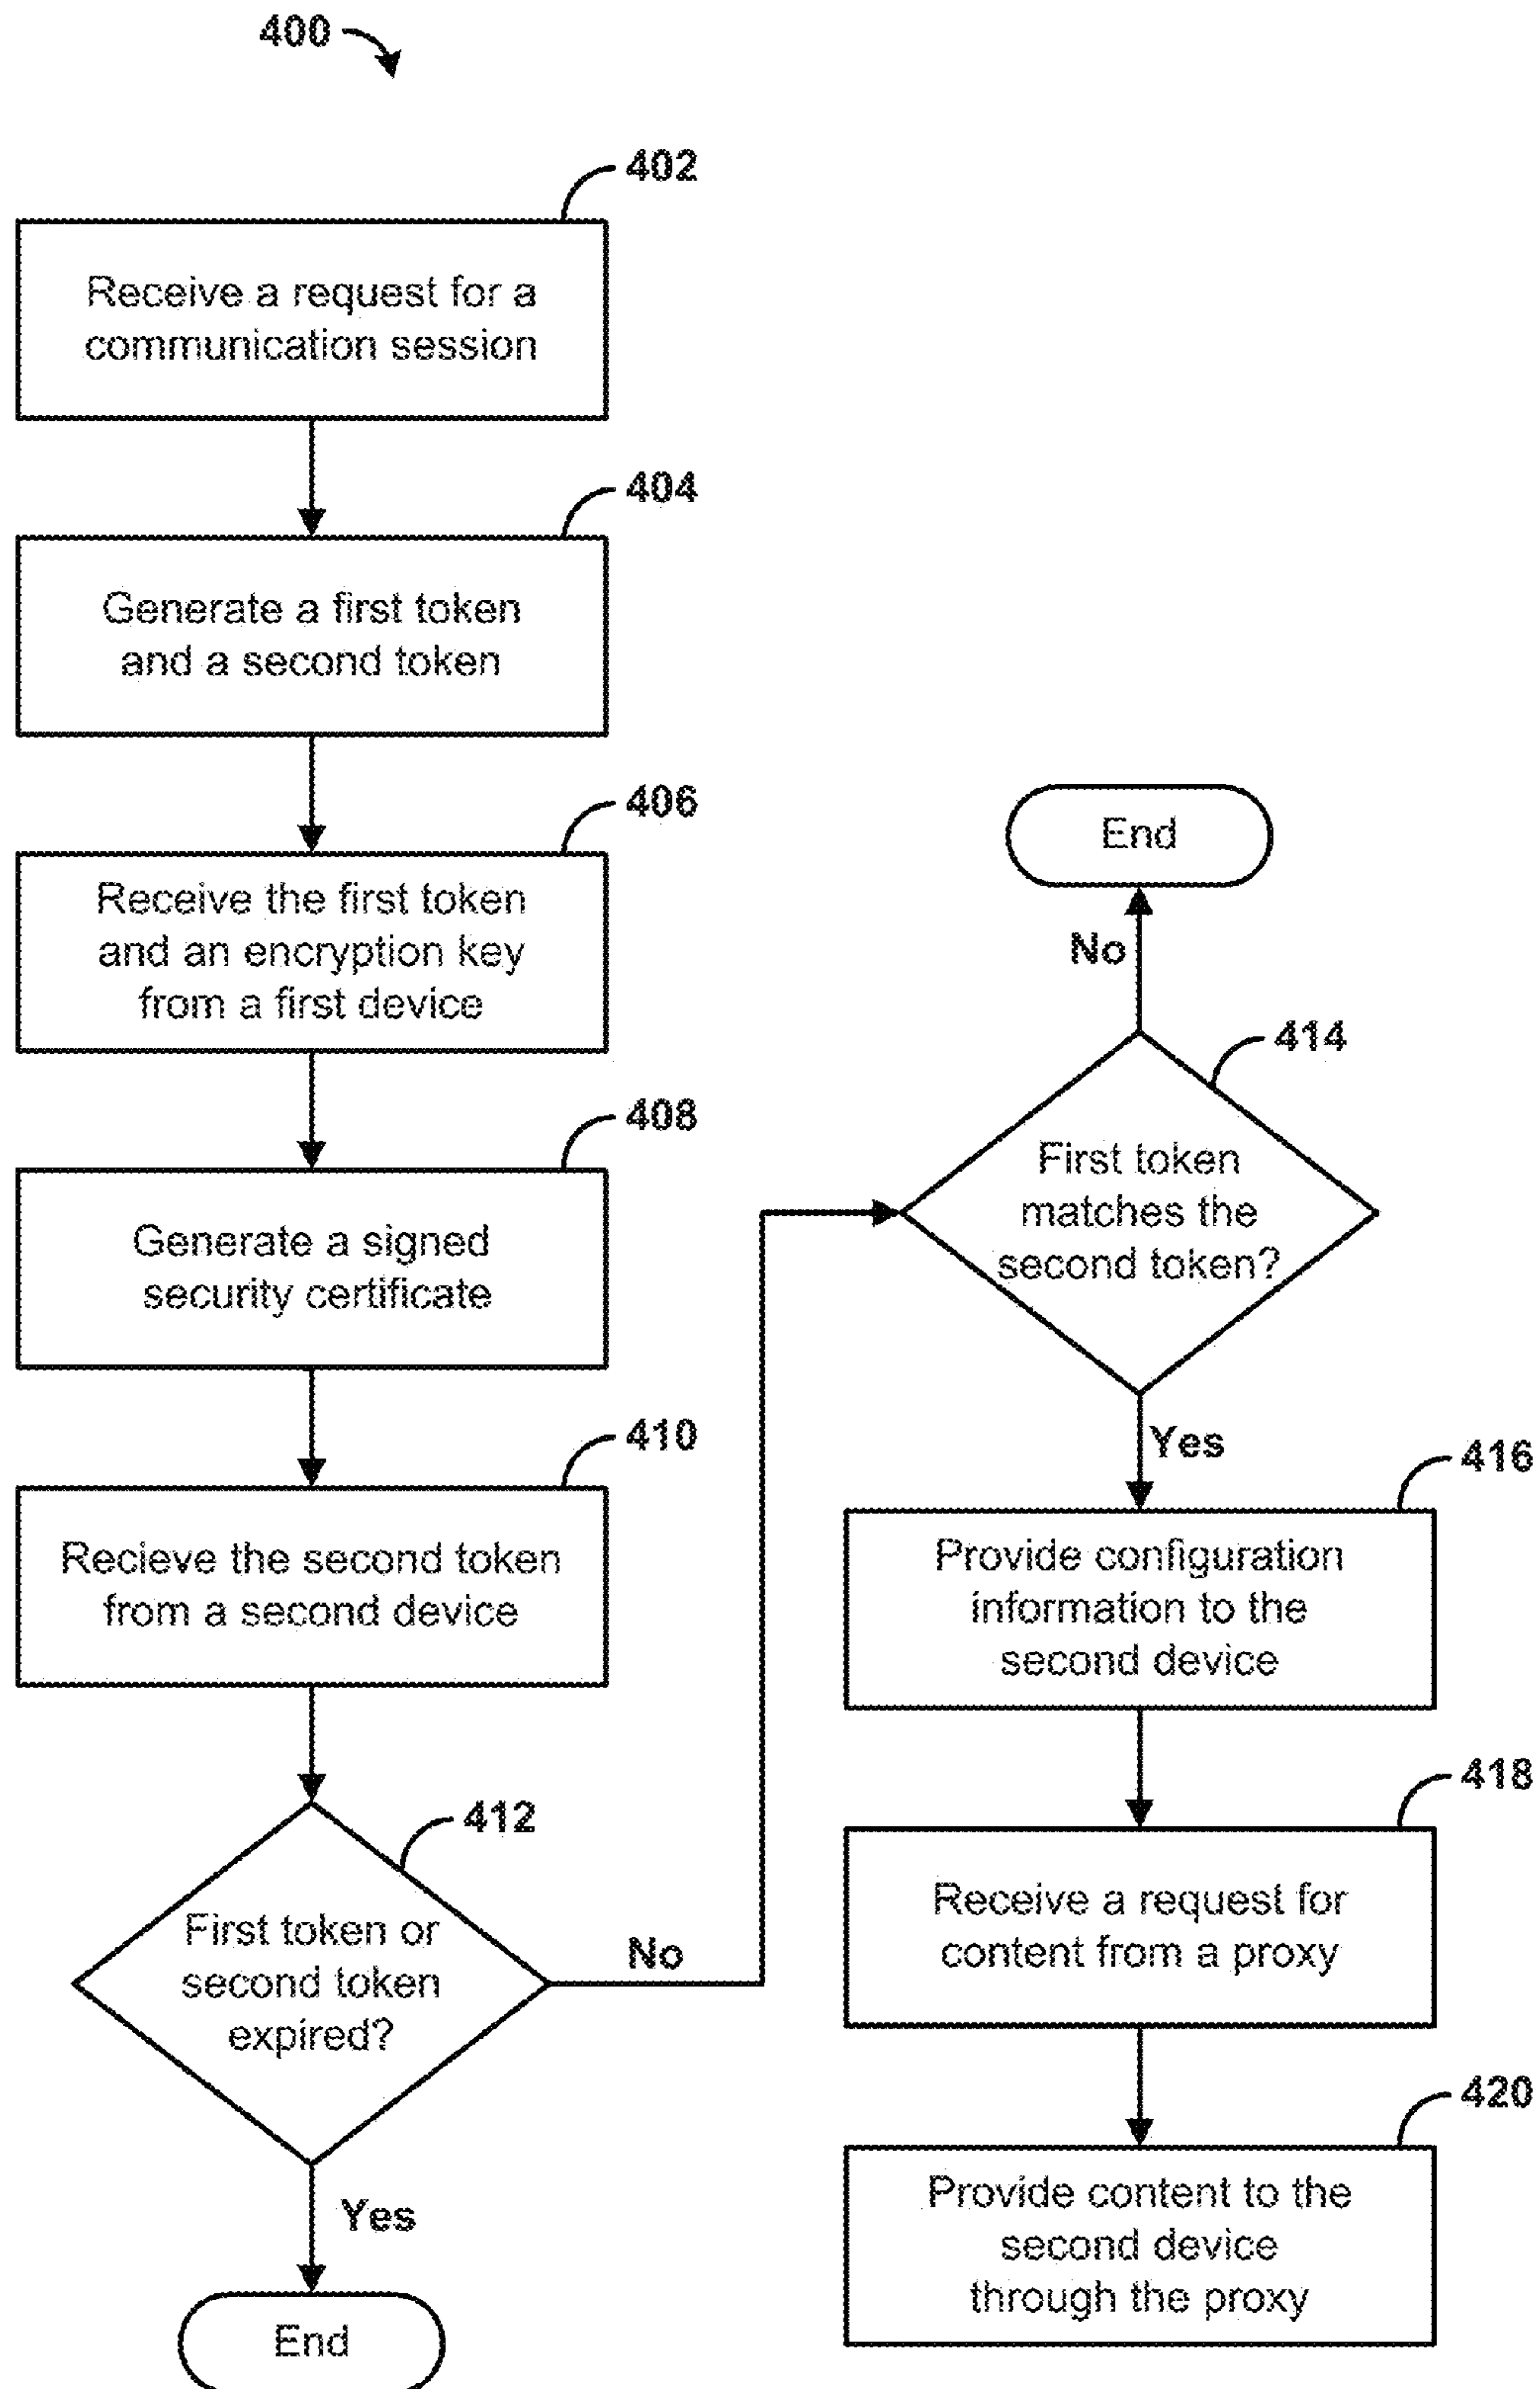 400
402
Receive a request for a
communication session
404
Generate a first token
and a second token
406
Receive the first token
and an encryption key
from a first device
408
Generate a signed
security certificate
410
Recieve the second token
from a second device
412
First token or
second token
expired?
No
Yes
End
End
No
414
First token
matches the
second token?
Yes
416
Provide configuration
information to the
second device
418
Receive a request for
content from a proxy
420
Provide content to the
second device
through the proxy